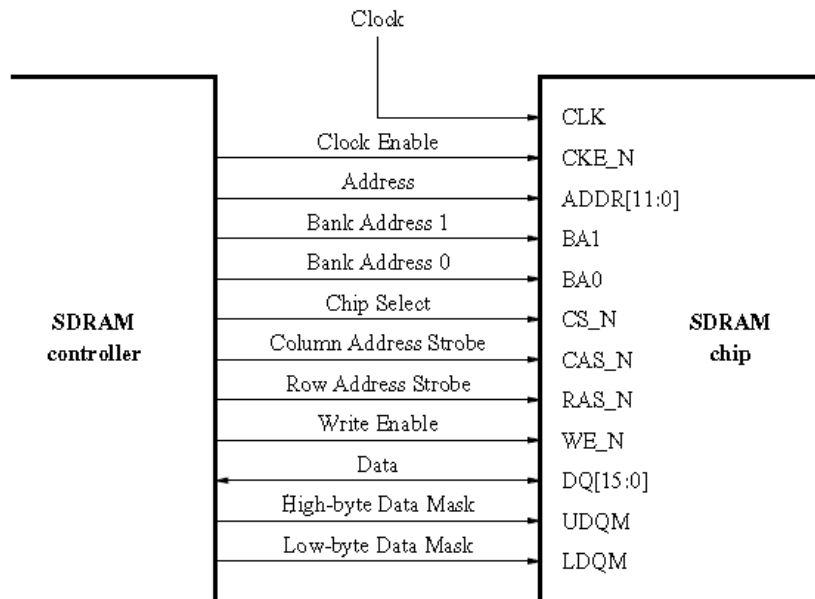 Clock
CLK
Clock Enable
CKE_N
Address
ADDR[11:0]
Bank Address 1
BA1
Bank Address 0
BA0
Chip Select
CS_N
SDRAM
controller
SDRAM
chip
Column Address Strobe
CAS_N
Row Address Strobe
RAS_N
Write Enable
WE_N
Data
DQ[15:0]
High-byte Data Mask
UDQM
Low-byte Data Mask
LDQM